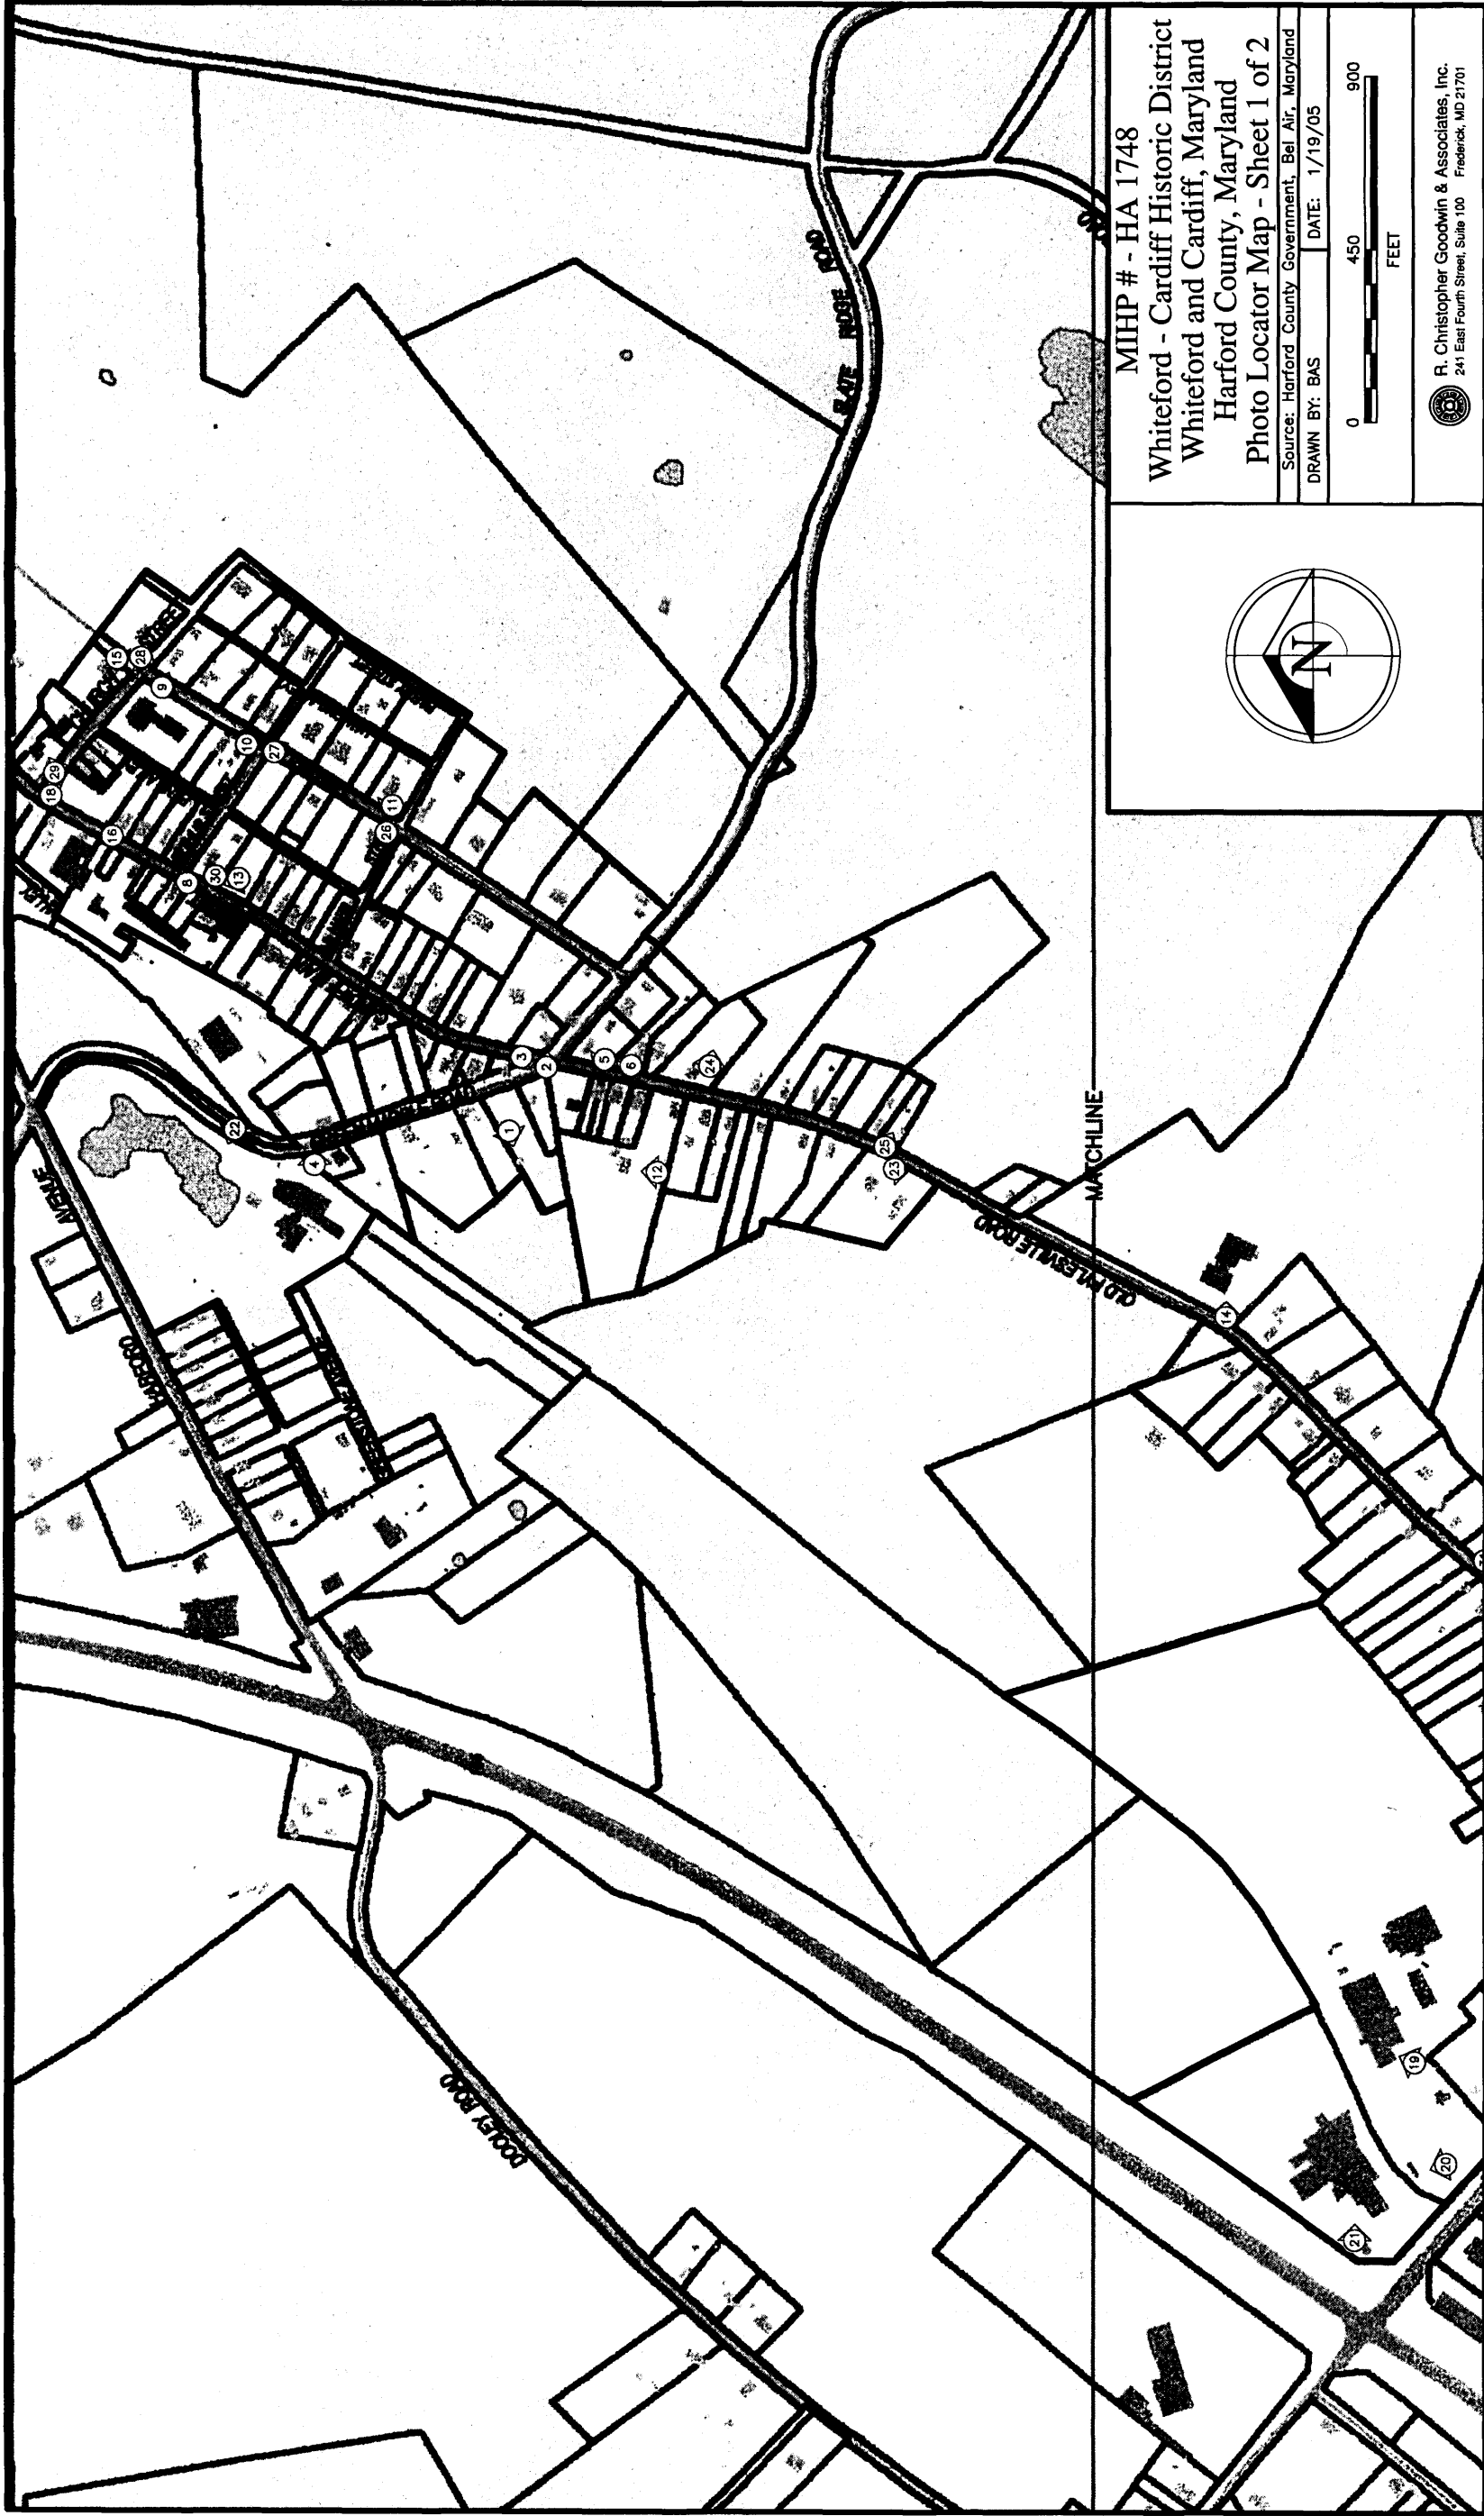 MIHP # - HA 1748
Whiteford - Cardiff Historic District
Whiteford and Cardiff, Maryland
Harford County, Maryland
Photo Locator Map - Sheet 1 of 2
Source: Harford County Government, Bel Air, Maryland
DRAWN BY: BAS
DATE: 1/19/05
0 450 900
FEET
R. Christopher Goodwin & Associates, Inc.
241 East Fourth Street, Suite 100 Frederick, MD 21701
N
SLATE RIDGE ROAD
ROAD
15
28
9
29
18
16
10
27
8
30
13
11
26
3
2
5
6
24
22
4
1
12
25
23
AVENUE
HARFORD
MATCHLINE
OLD PYLESVILLE ROAD
14
DOOLEY ROAD
19
20
21